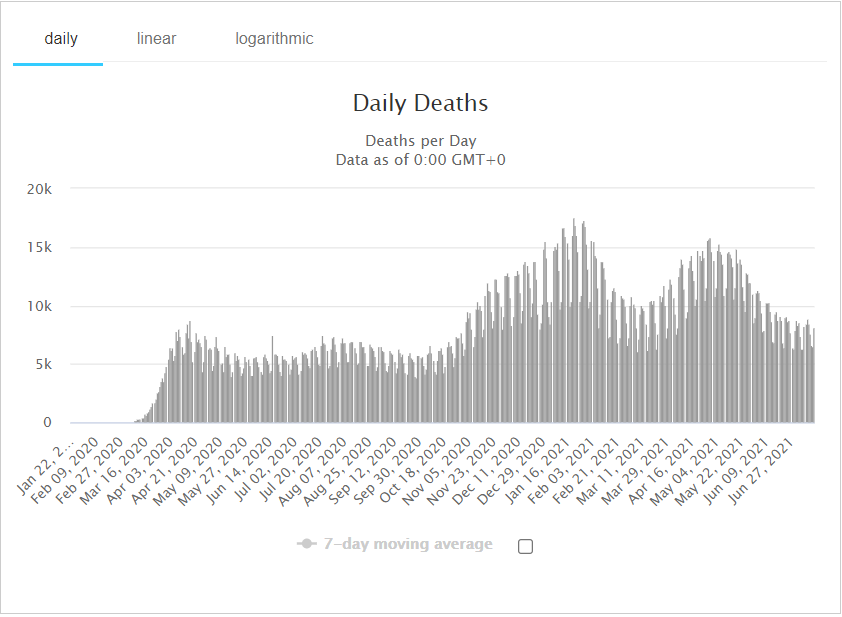 daily linear logarithmic
Daily Deaths
Deaths per Day
Data as of 0:00 GMT+0
20k
15k
10k
5k
0
Jan 22, 2...
Feb 09, 2020
Feb 27, 2020
Mar 16, 2020
Apr 03, 2020
Apr 21, 2020
May 09, 2020
May 27, 2020
Jun 14, 2020
Jul 02, 2020
Jul 20, 2020
Aug 07, 2020
Aug 25, 2020
Sep 12, 2020
Sep 30, 2020
Oct 18, 2020
Nov 05, 2020
Nov 23, 2020
Dec 11, 2020
Dec 29, 2020
Jan 16, 2021
Feb 03, 2021
Feb 21, 2021
Mar 11, 2021
Mar 29, 2021
Apr 16, 2021
May 04, 2021
May 22, 2021
Jun 09, 2021
Jun 27, 2021
7-day moving average